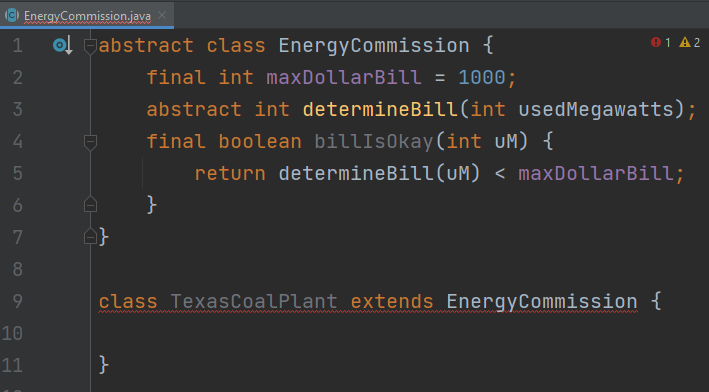 EnergyCommission.java
1 abstract class EnergyCommission { 1 2
2 final int maxDollarBill = 1000;
3 abstract int determineBill(int usedMegawatts);
4 final boolean billIsOkay(int uM) {
5 return determineBill(uM) < maxDollarBill;
6 }
7 }
8
9 class TexasCoalPlant extends EnergyCommission {
10
11 }